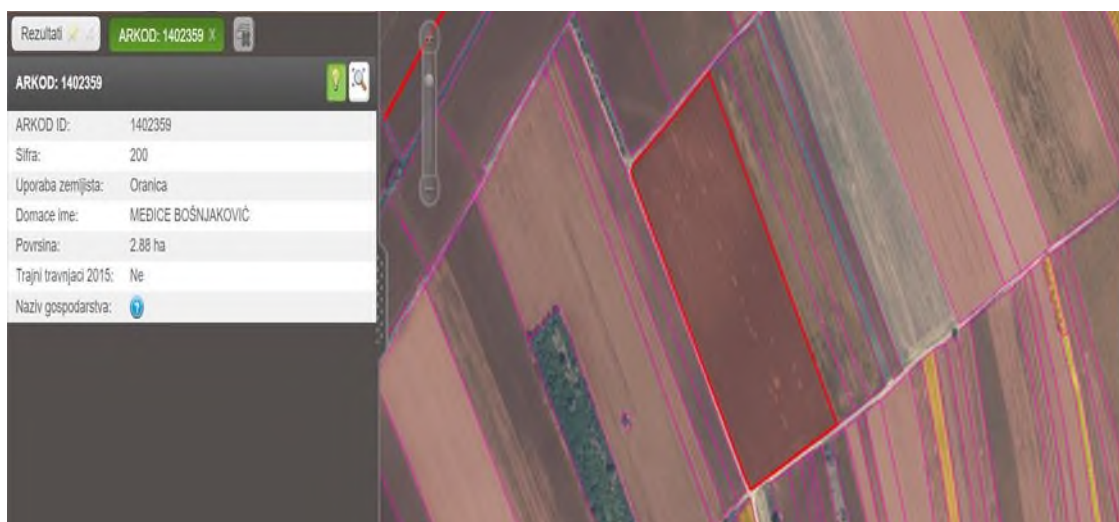 Rezultati
ARKOD: 1402359 X
ARKOD: 1402359
ARKOD ID: 1402359
Sifra: 200
Uporaba zemljista: Oranica
Domace ime: MEĐICE BOŠNJAKOVIĆ
Povrsina: 2.88 ha
Trajni travnjaci 2015: Ne
Naziv gospodarstva: ?